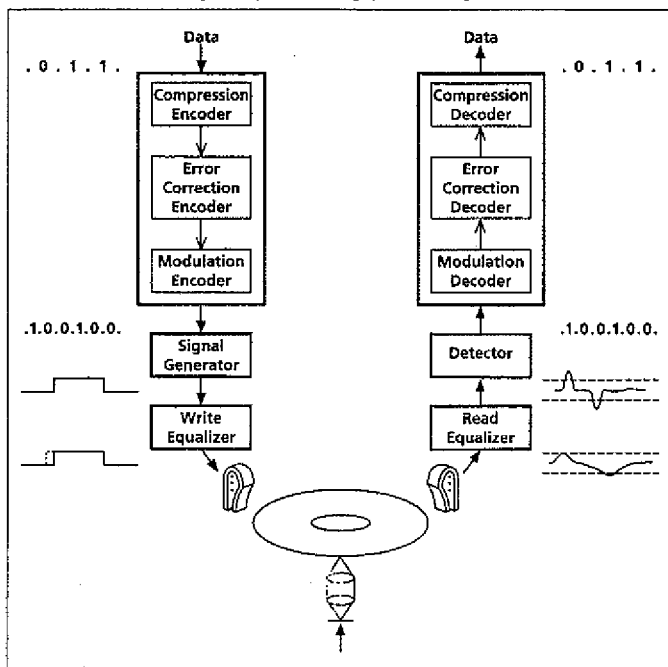 Data
. 0 . 1 . 1 .
Compression
Encoder
Error
Correction
Encoder
Modulation
Encoder
.1.0.0.1.0.0.
Signal
Generator
Write
Equalizer
Data
. 0 . 1 . 1 .
Compression
Decoder
Error
Correction
Decoder
Modulation
Decoder
.1.0.0.1.0.0.
Detector
Read
Equalizer